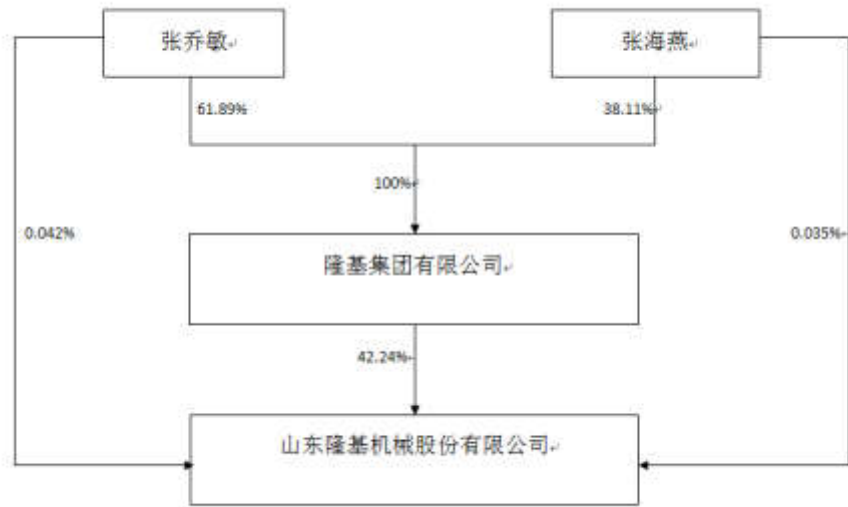 张乔敏
张海燕
61.89%
38.11%
100%
0.042%
0.035%
隆基集团有限公司
42.24%
山东隆基机械股份有限公司